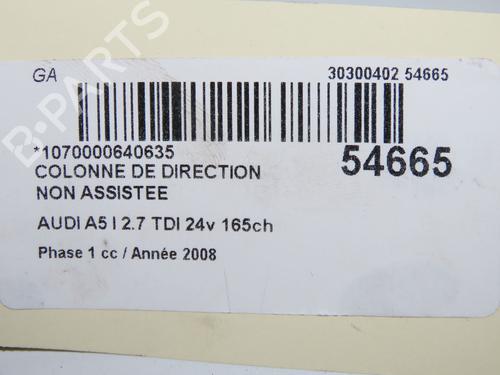 GA
30300402 54665
*1070000640635
54665
COLONNE DE DIRECTION
NON ASSISTEE
AUDI A5 I 2.7 TDI 24v 165ch
Phase 1 cc / Année 2008
B-PARTS